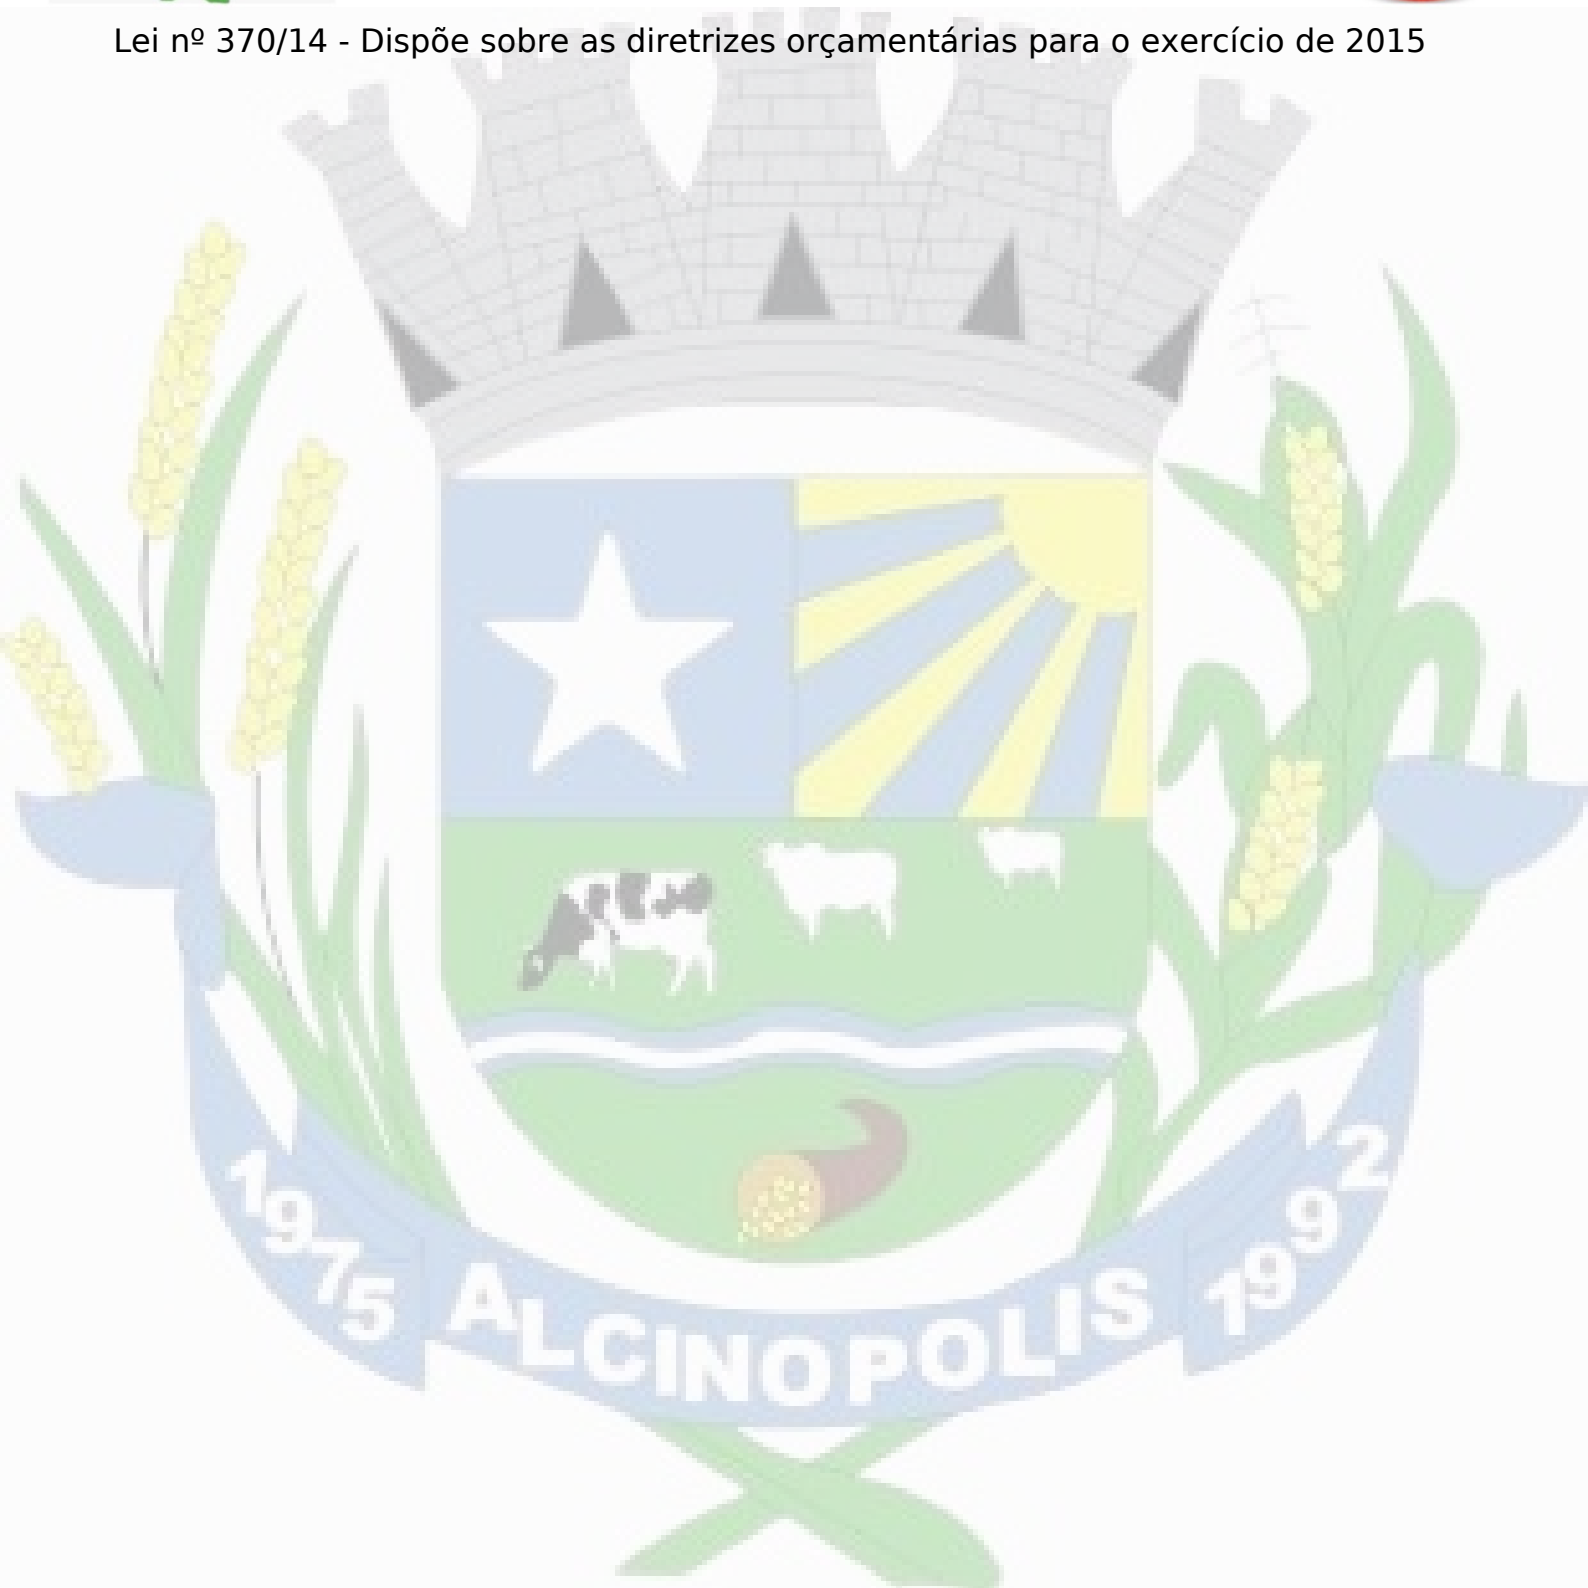 Lei nº 370/14 - Dispõe sobre as diretrizes orçamentárias para o exercício de 2015
1975
ALCINOPOLIS
1992